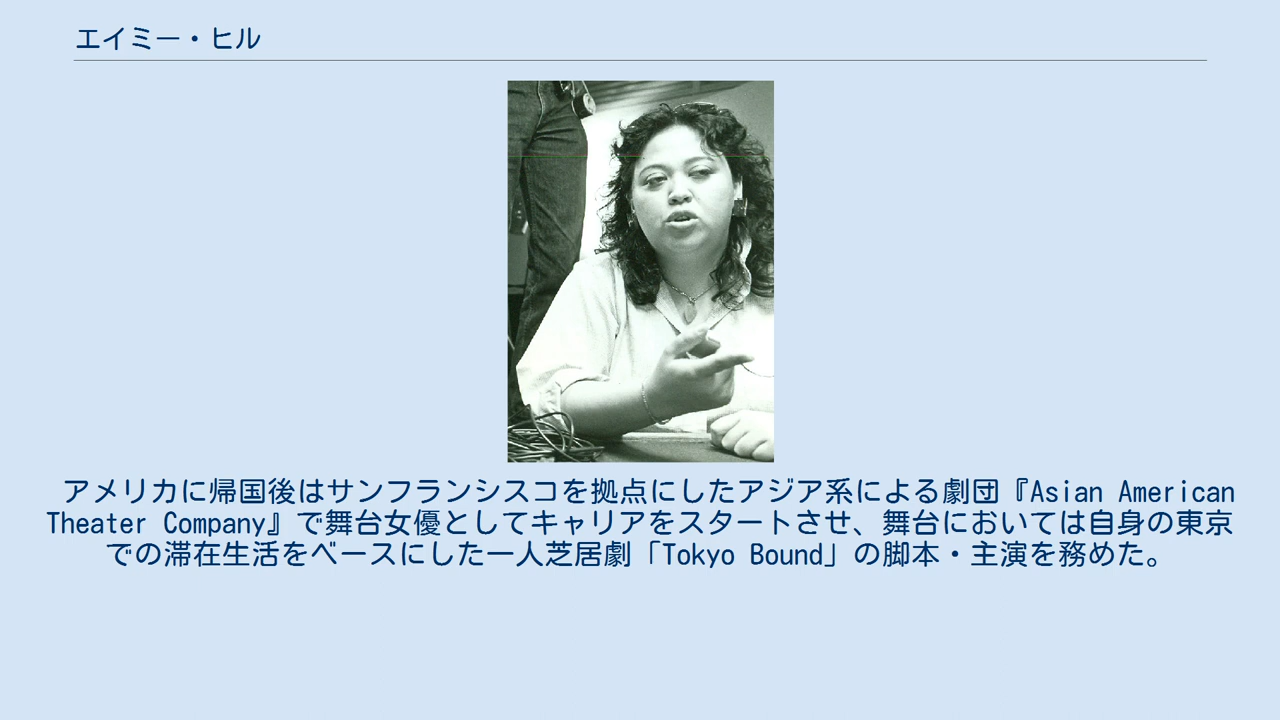 エイミー・ヒル
アメリカに帰国後はサンフランシスコを拠点にしたアジア系による劇団『Asian American
Theater Company』で舞台女優としてキャリアをスタートさせ、舞台においては自身の東京
での滞在生活をベースにした一人芝居劇「Tokyo Bound」の脚本・主演を務めた。